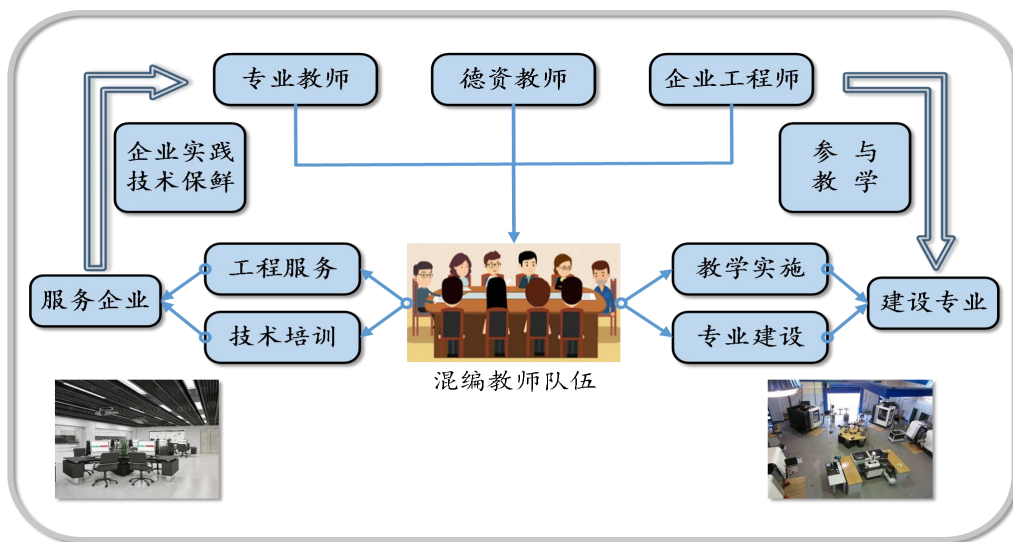 专业教师
德资教师
企业工程师
企业实践
技术保鲜
参与
教学
工程服务
教学实施
服务企业
建设专业
技术培训
专业建设
混编教师队伍